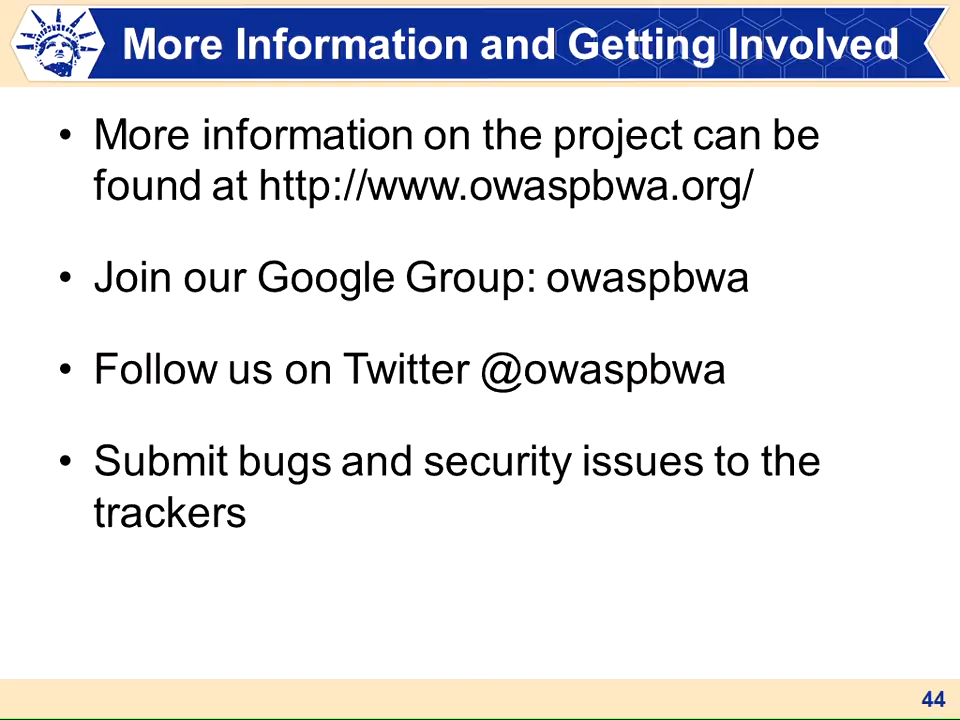 More Information and Getting Involved
• More information on the project can be
found at http://www.owaspbwa.org/
• Join our Google Group: owaspbwa
• Follow us on Twitter @owaspbwa
• Submit bugs and security issues to the
trackers
44